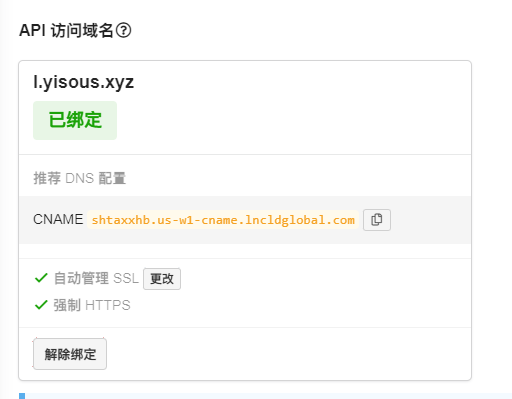 API 访问域名?
l.yisous.xyz
已绑定
推荐 DNS 配置
CNAME shtaxxhb.us-w1-cname.lncldglobal.com
自动管理 SSL 更改
强制 HTTPS
解除绑定